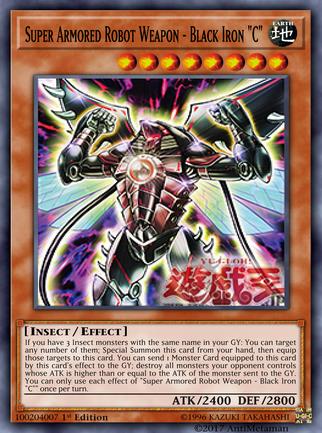 Super Armored Robot Weapon - Black Iron "C"
EARTH
地
YU-GI-OH!
遊戯王
[Insect / Effect]
If you have 3 Insect monsters with the same name in your GY: You can target
any number of them; Special Summon this card from your hand, then equip
those targets to this card. You can send 1 Monster Card equipped to this card
by this card's effect to the GY; destroy all monsters your opponent controls
whose ATK is higher than or equal to the ATK of the monster sent to the GY.
You can only use each effect of "Super Armored Robot Weapon - Black Iron
"C"" once per turn.
ATK/2400 DEF/2800
100204007 1st Edition ©1996 KAZUKI TAKAHASHI
©2017 AntiMetaman